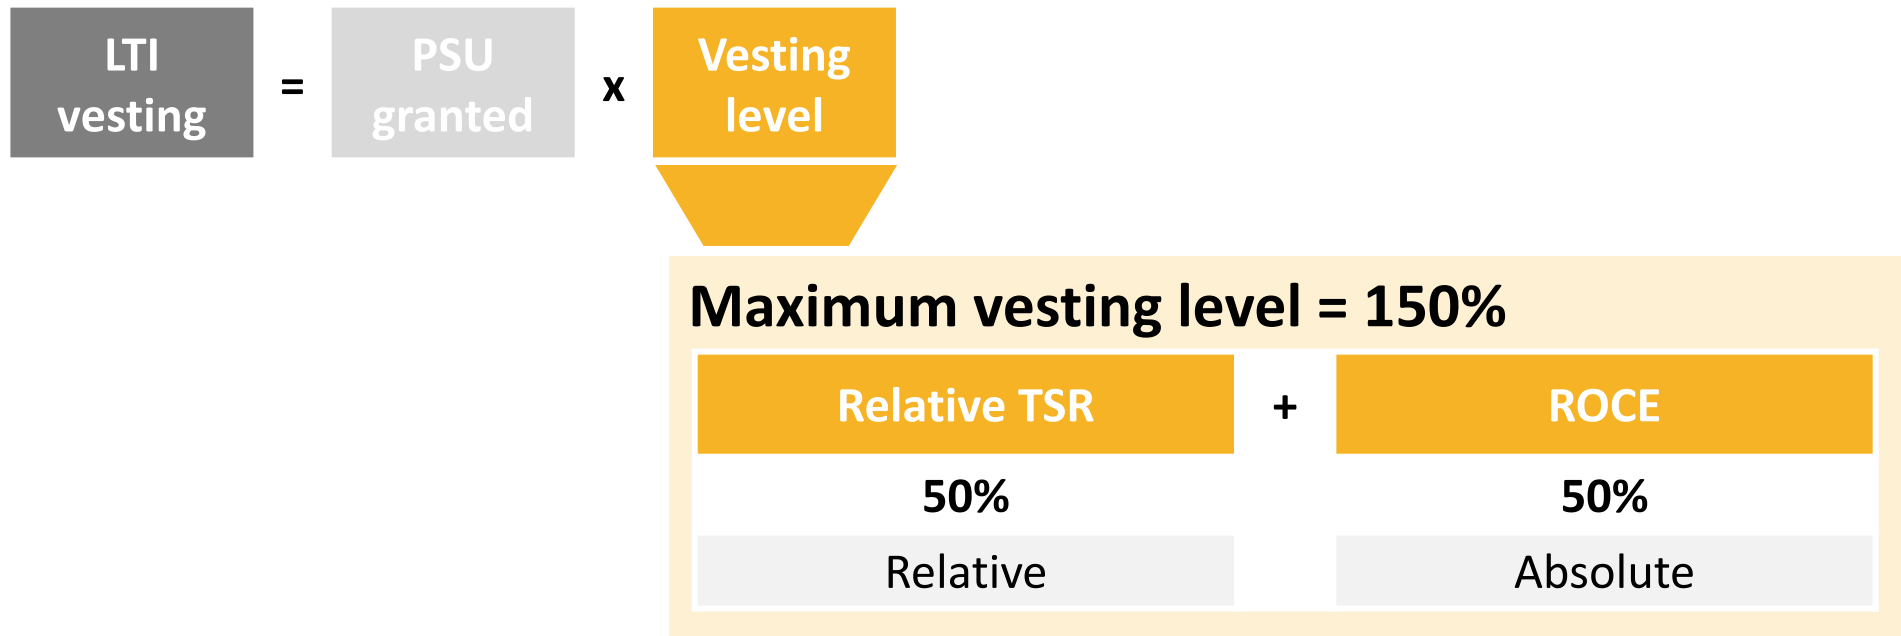 LTI
vesting
=
PSU
granted
x
Vesting
level
Maximum vesting level = 150%
Relative TSR
+
ROCE
50%
50%
Relative
Absolute